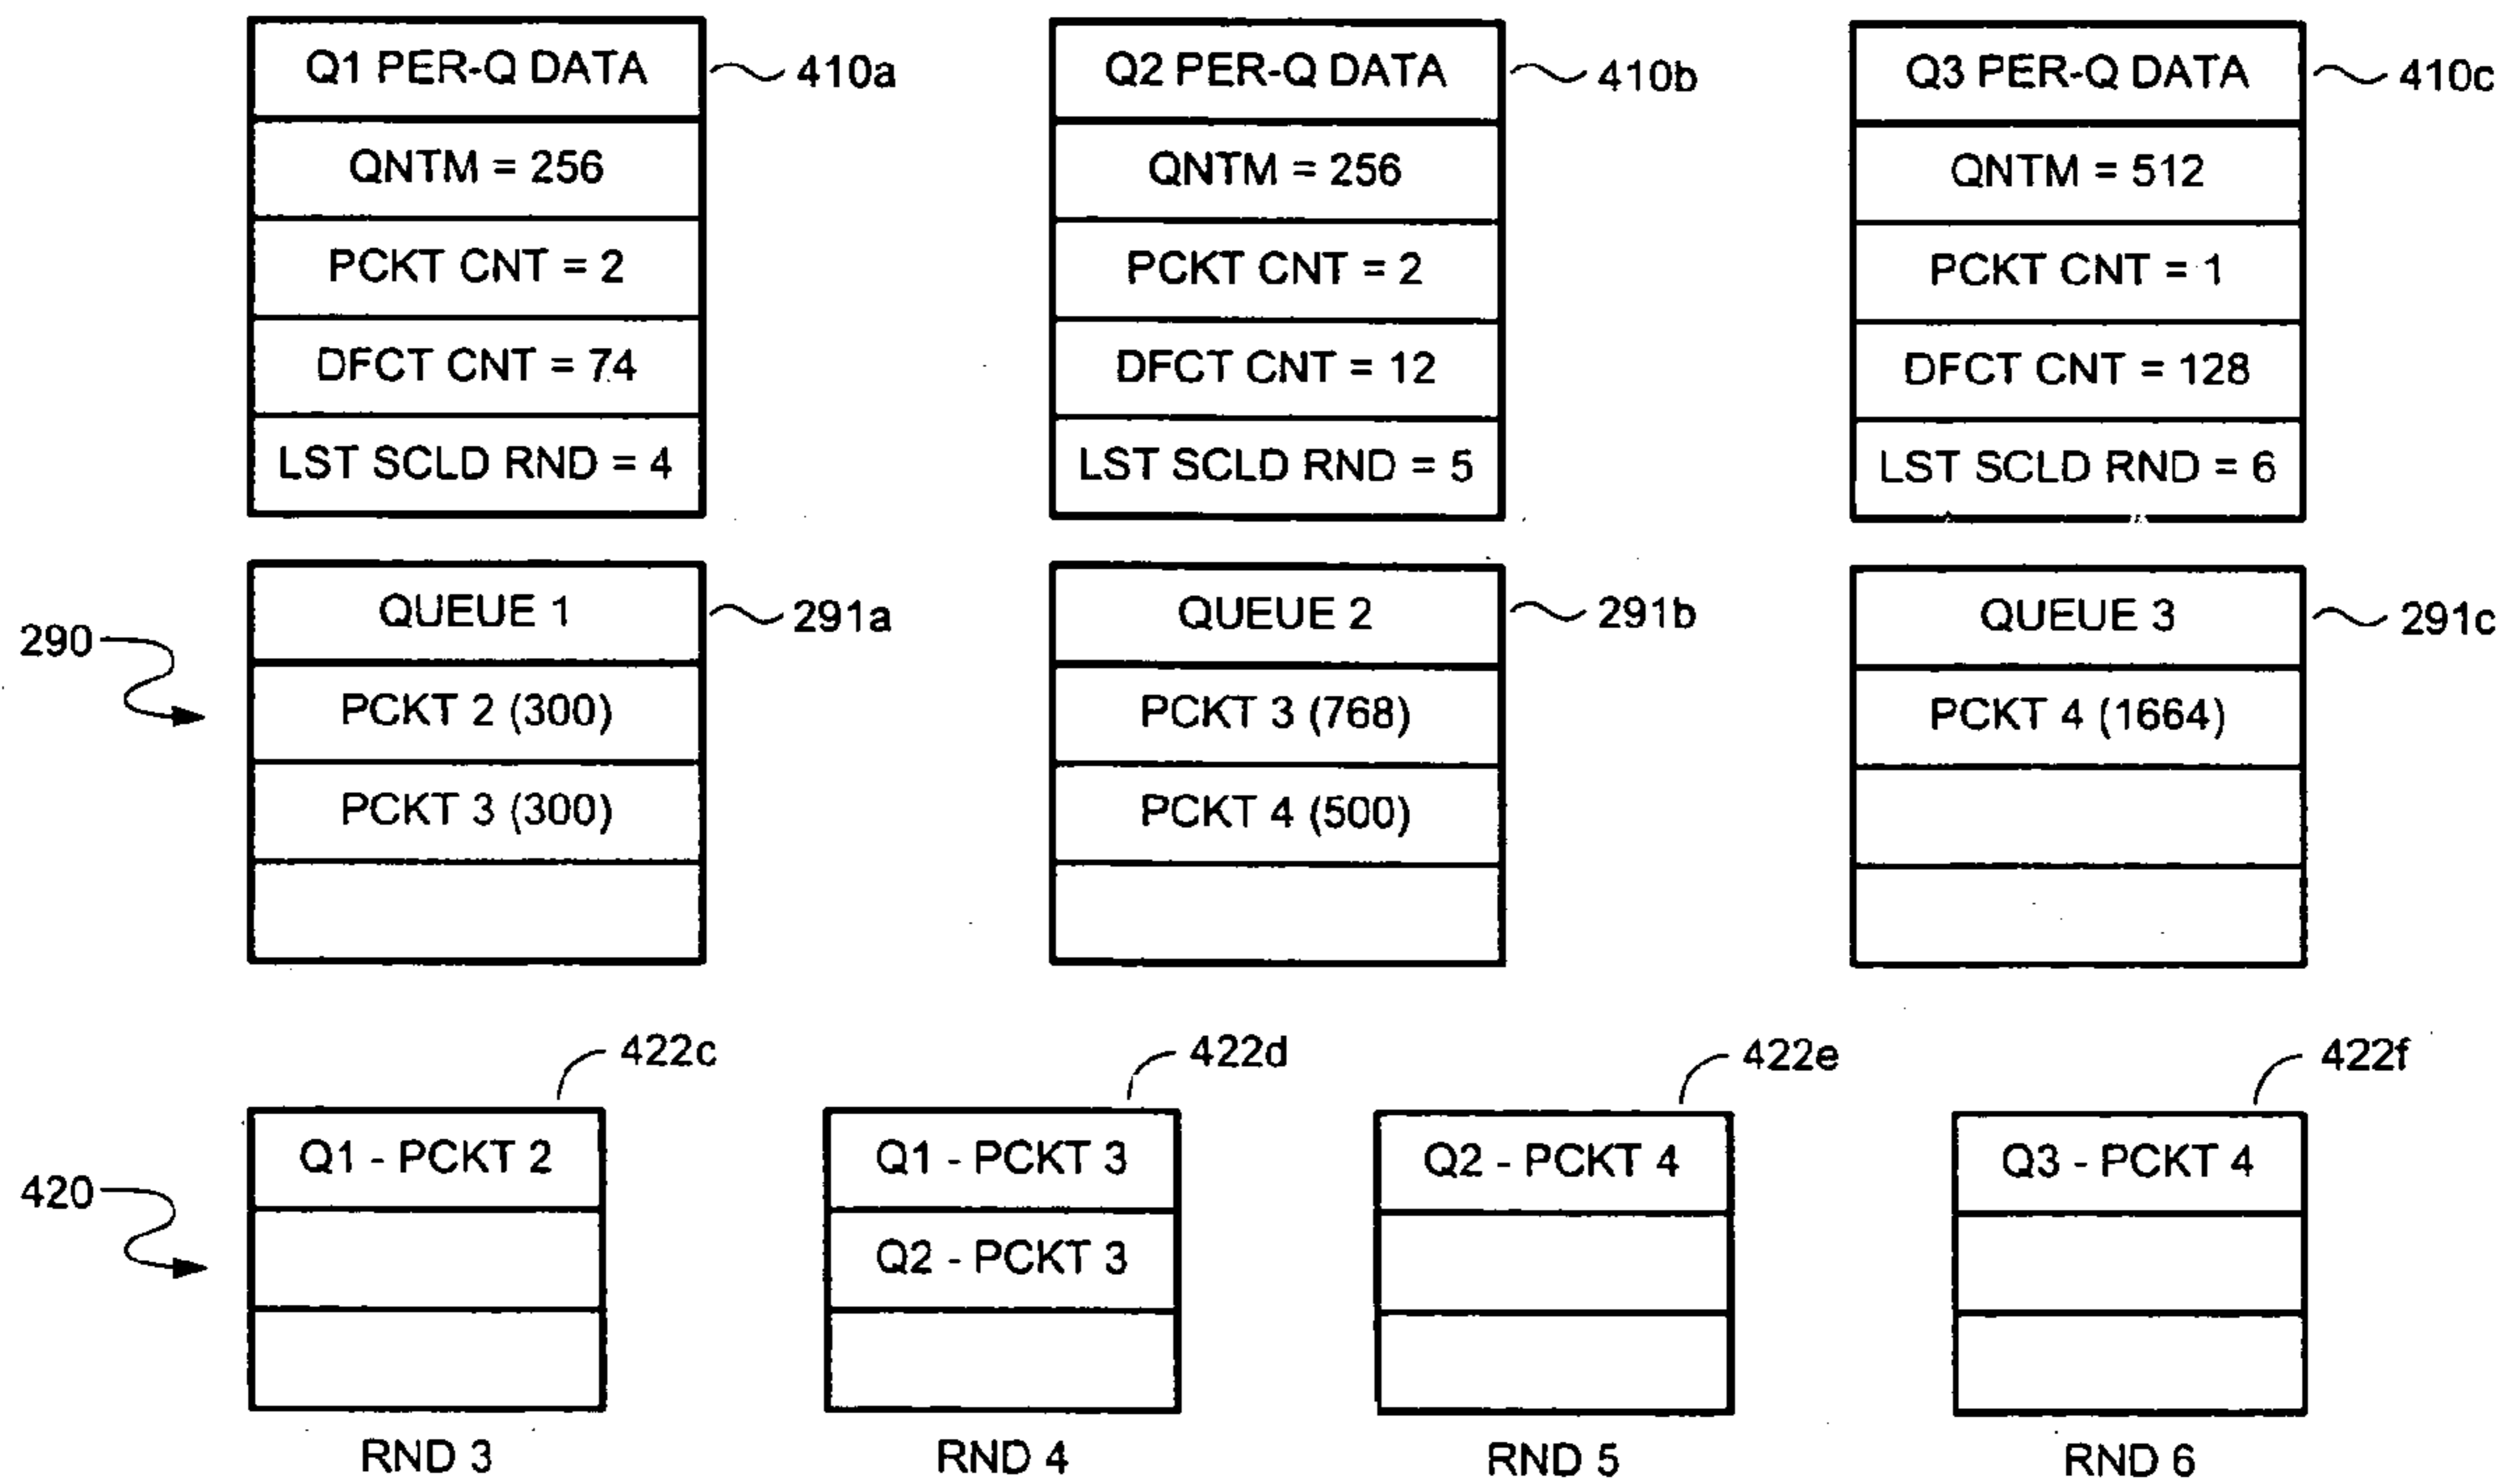 Q1 PER-Q DATA
410a
QNTM = 256
PCKT CNT = 2
DFCT CNT = 74
LST SCLD RND = 4
Q2 PER-Q DATA
410b
QNTM = 256
PCKT CNT = 2
DFCT CNT = 12
LST SCLD RND = 5
Q3 PER-Q DATA
410c
QNTM = 512
PCKT CNT = 1
DFCT CNT = 128
LST SCLD RND = 6
290
QUEUE 1
291a
PCKT 2 (300)
PCKT 3 (300)
QUEUE 2
291b
PCKT 3 (768)
PCKT 4 (500)
QUEUE 3
291c
PCKT 4 (1664)
420
422c
Q1 - PCKT 2
RND 3
422d
Q1 - PCKT 3
Q2 - PCKT 3
RND 4
422e
Q2 - PCKT 4
RND 5
422f
Q3 - PCKT 4
RND 6